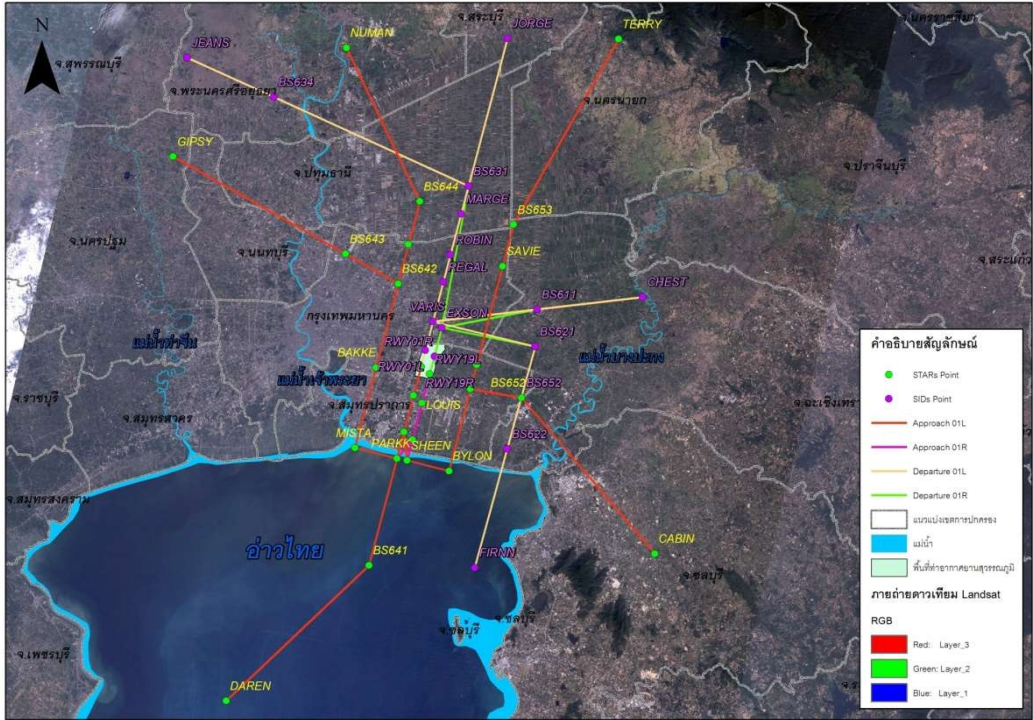 N
จ.สระบุรี
JORGE
TERRY
จ.นครราชสีมา
NUMAN
JEANS
จ.สุพรรณบุรี
BS634
จ.พระนครศรีอยุธยา
จ.นครนายก
GIPSY
จ.ปทุมธานี
จ.ปราจีนบุรี
BS644
BS631
MARGE
BS653
จ.นครปฐม
จ.นนทบุรี
BS643
ROBIN
SAVIE
จ.สระแก้ว
BS642
REGAL
CHEST
BS611
กรุงเทพมหานคร
VARIS
EXSON
BS621
แม่น้ำท่าจีน
แม่น้ำเจ้าพระยา
แม่น้ำบางปะกง
RWY01R
RWY19L
BAKKE
RWY01L
RWY19R
BS652
BS652
จ.ราชบุรี
จ.สมุทรสาคร
จ.สมุทรปราการ
LOUIS
จ.ฉะเชิงเทรา
MISTA
PARKK
SHEEN
BYLON
BS622
จ.สมุทรสงคราม
อ่าวไทย
BS641
FIRNN
CABIN
จ.ชลบุรี
จ.ชลบุรี
จ.ชลบุรี
จ.เพชรบุรี
DAREN
คำอธิบายสัญลักษณ์
STARs Point
SIDs Point
Approach 01L
Approach 01R
Departure 01L
Departure 01R
แนวแบ่งเขตการปกครอง
แม่น้ำ
พื้นที่ท่าอากาศยานสุวรรณภูมิ
ภายถ่ายดาวเทียม Landsat
RGB
Red: Layer_3
Green: Layer_2
Blue: Layer_1